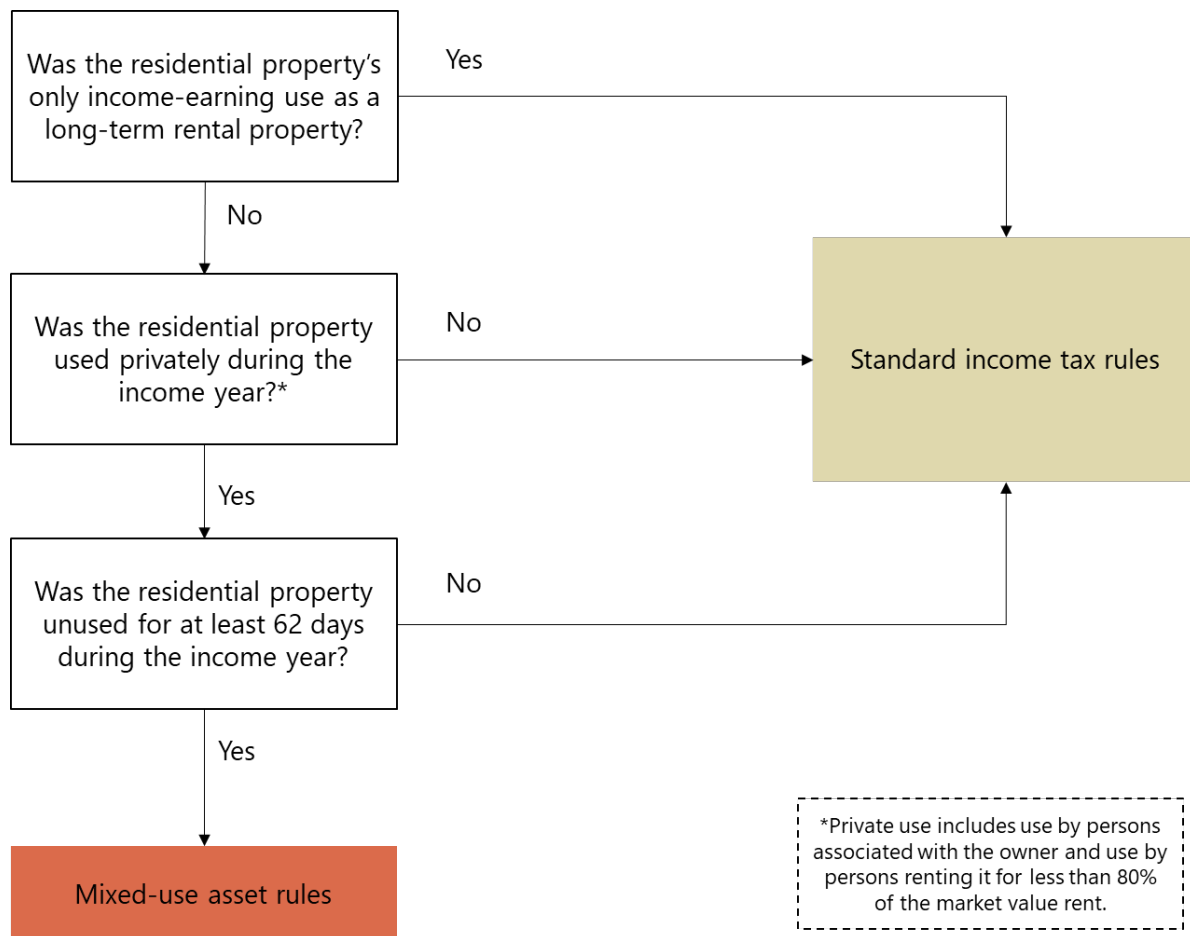 Was the residential property’s
only income-earning use as a
long-term rental property?
Yes
No
Was the residential property
used privately during the
income year?*
No
Standard income tax rules
Yes
Was the residential property
unused for at least 62 days
during the income year?
No
Yes
Mixed-use asset rules
*Private use includes use by persons
associated with the owner and use by
persons renting it for less than 80%
of the market value rent.